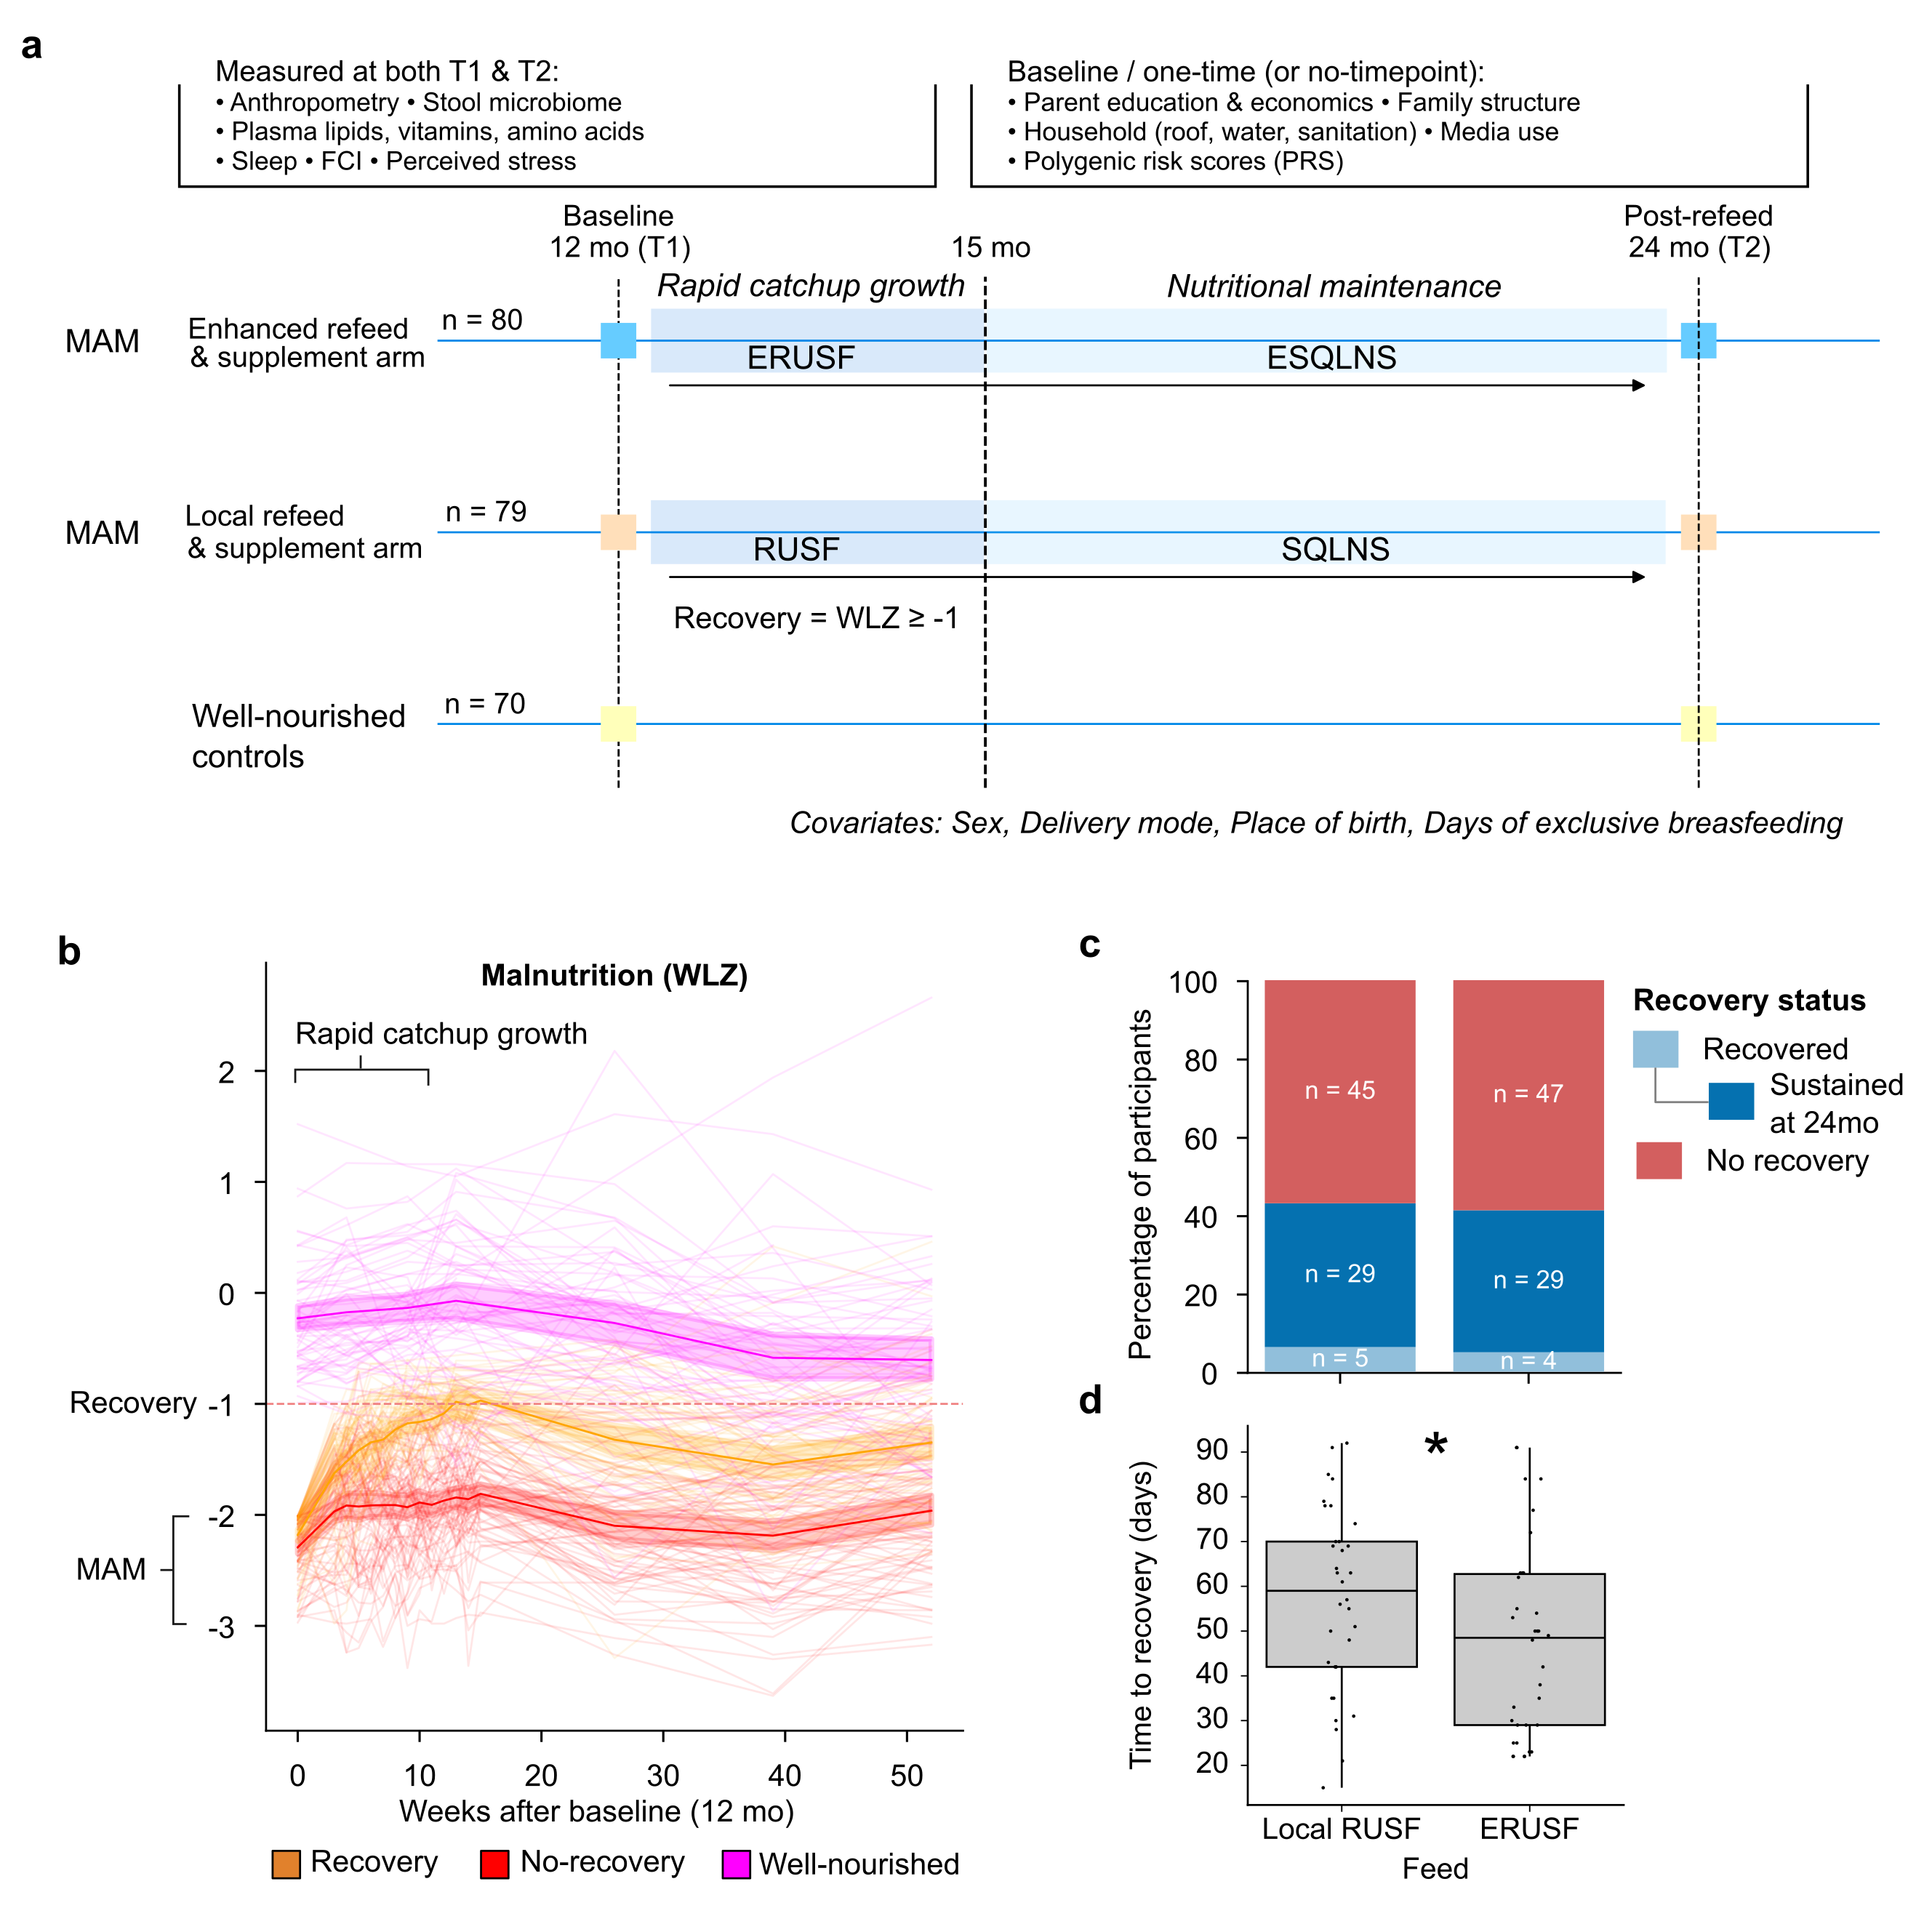 a
Measured at both T1 & T2:
• Anthropometry • Stool microbiome
• Plasma lipids, vitamins, amino acids
• Sleep • FCI • Perceived stress
Baseline / one-time (or no-timepoint):
• Parent education & economics • Family structure
• Household (roof, water, sanitation) • Media use
• Polygenic risk scores (PRS)
Baseline
12 mo (T1)
15 mo
Post-refeed
24 mo (T2)
Rapid catchup growth
Nutritional maintenance
MAM
Enhanced refeed
& supplement arm
n = 80
ERUSF
ESQLNS
MAM
Local refeed
& supplement arm
n = 79
RUSF
SQLNS
Recovery = WLZ ≥ -1
Well-nourished
controls
n = 70
Covariates: Sex, Delivery mode, Place of birth, Days of exclusive breastfeeding
b
Malnutrition (WLZ)
Rapid catchup growth
2
1
0
Recovery -1
-2
MAM
-3
0 10 20 30 40 50
Weeks after baseline (12 mo)
Recovery No-recovery Well-nourished
c
Percentage of participants
100
80
60
40
20
0
n = 45
n = 29
n = 5
n = 47
n = 29
n = 4
Recovery status
Recovered
Sustained
at 24mo
No recovery
d
Time to recovery (days)
90
80
70
60
50
40
30
20
*
Local RUSF ERUSF
Feed